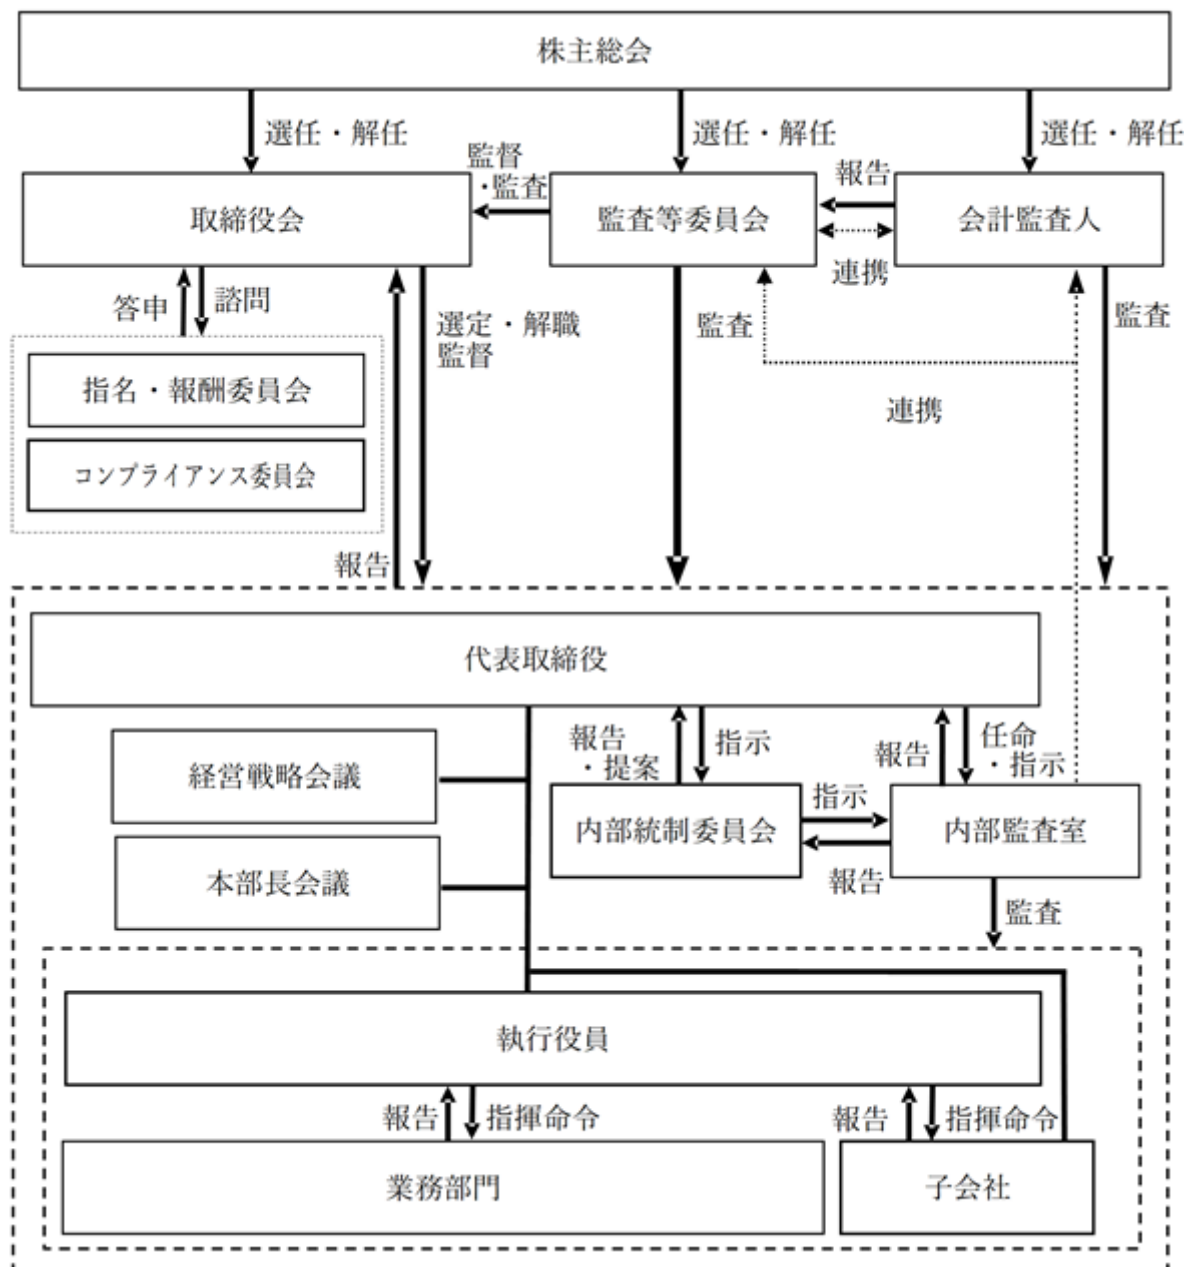 株主総会
選任・解任
選任・解任
選任・解任
監督
・監査
報告
取締役会
監査等委員会
会計監査人
連携
答申
諮問
選定・解職
監督
監査
監査
指名・報酬委員会
連携
コンプライアンス委員会
報告
代表取締役
報告
・提案
指示
報告
任命
・指示
経営戦略会議
指示
内部統制委員会
内部監査室
報告
本部長会議
監査
執行役員
報告
指揮命令
報告
指揮命令
業務部門
子会社